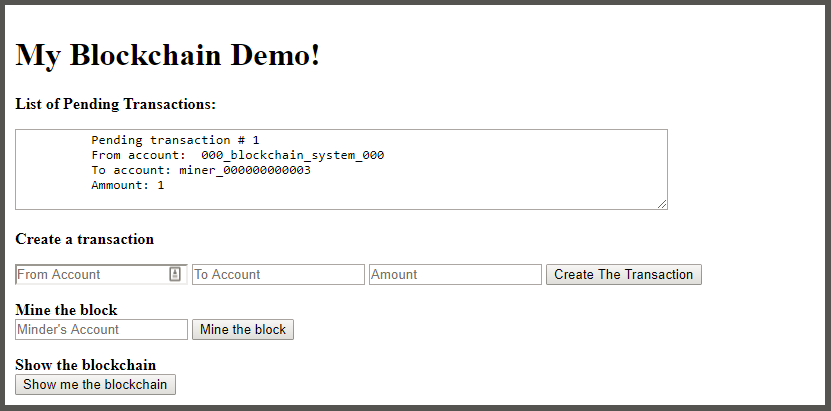 My Blockchain Demo!
List of Pending Transactions:
Pending transaction # 1
From account:  000_blockchain_system_000
To account: miner_000000000003
Ammount: 1
Create a transaction
From Account To Account Amount Create The Transaction
Mine the block
Minder's Account Mine the block
Show the blockchain
Show me the blockchain